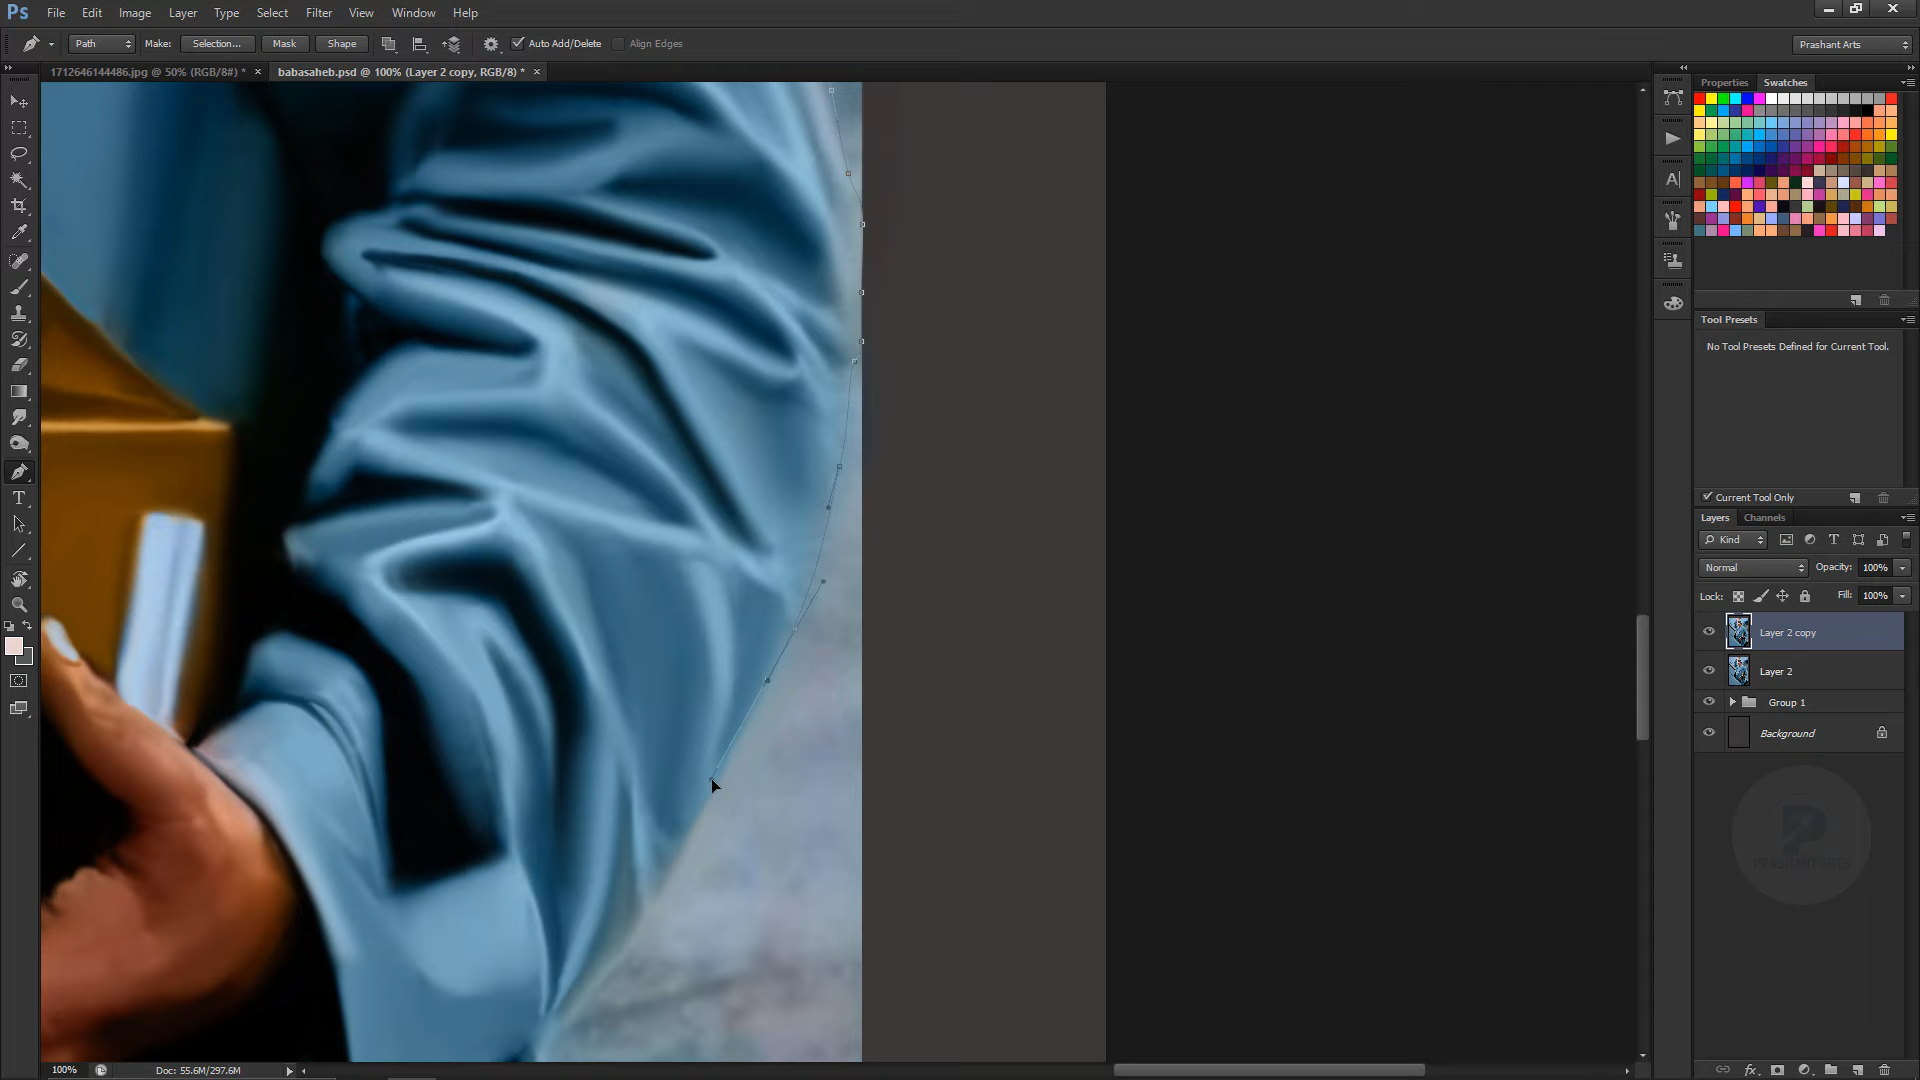 Ps File Edit Image Layer Type Select Filter View Window Help
Path Make: Selection... Mask Shape Auto Add/Delete Align Edges Prashant Arts
1712646144486.jpg @ 50% (RGB/8#) * × babasaheb.psd @ 100% (Layer 2 copy, RGB/8) * ×
Properties Swatches
Tool Presets
No Tool Presets Defined for Current Tool.
Current Tool Only
Layers Channels
Kind
Normal Opacity: 100%
Lock: Fill: 100%
Layer 2 copy
Layer 2
Group 1
Background
PRASHANT ARTS
100% Doc: 55.6M/297.6M